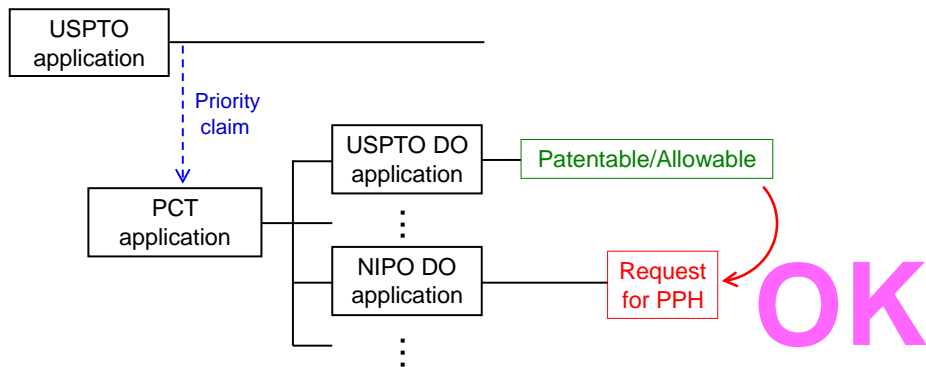 USPTO
application
Priority
claim
USPTO DO
application
Patentable/Allowable
PCT
application
⋮
NIPO DO
application
Request
for PPH
OK
⋮